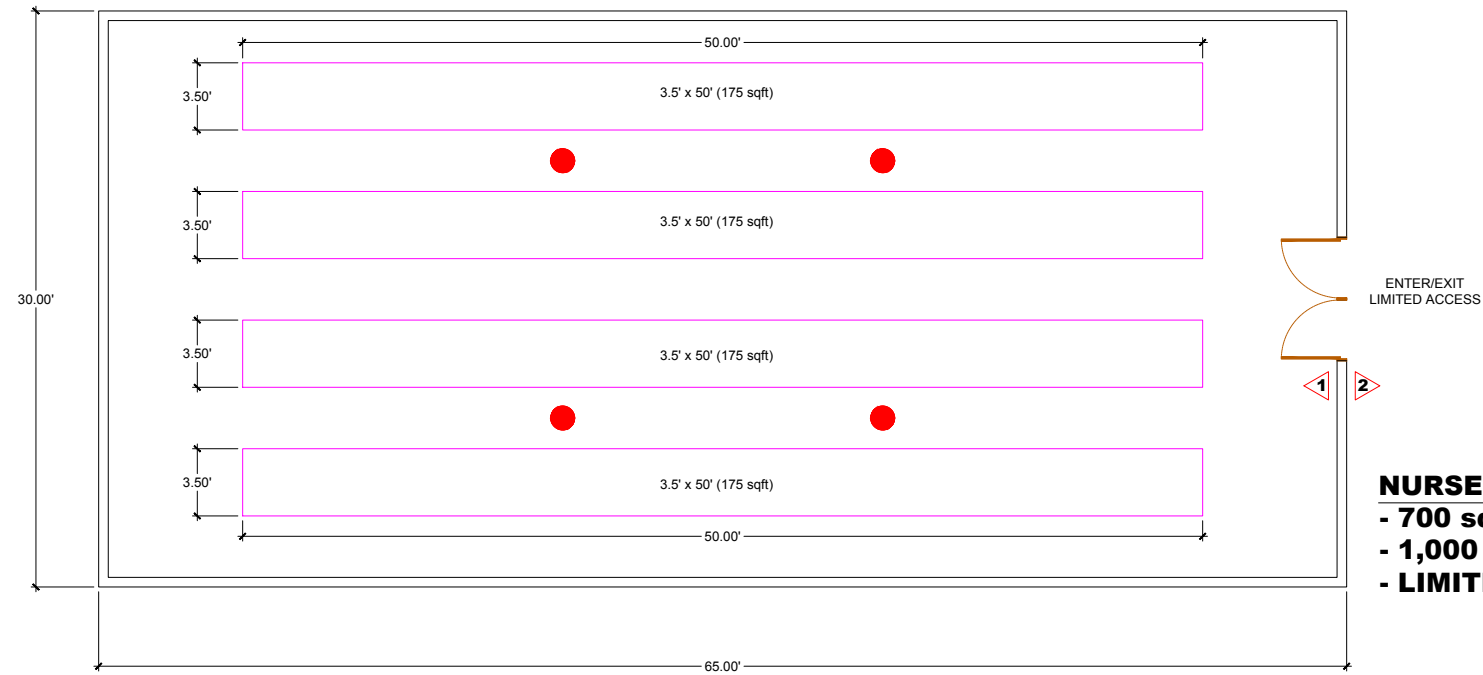 50.00'
3.50'
3.5' x 50' (175 sqft)
3.50'
3.5' x 50' (175 sqft)
30.00'
ENTER/EXIT
LIMITED ACCESS
3.50'
3.5' x 50' (175 sqft)
1 2
3.50'
3.5' x 50' (175 sqft)
NURSE
- 700 s
- 1,000
- LIMIT
50.00'
65.00'